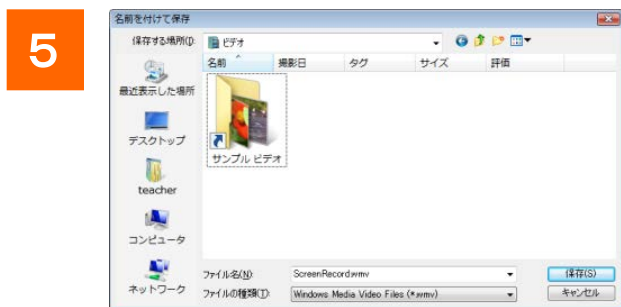 5
名前を付けて保存
保存する場所(I):
ビデオ
名前 撮影日 タグ サイズ 評価
最近表示した場所
デスクトップ
teacher
コンピュータ
ネットワーク
サンプル ビデオ
ファイル名(N):
ScreenRecord.wmv
保存(S)
ファイルの種類(T):
Windows Media Video Files (*.wmv)
キャンセル